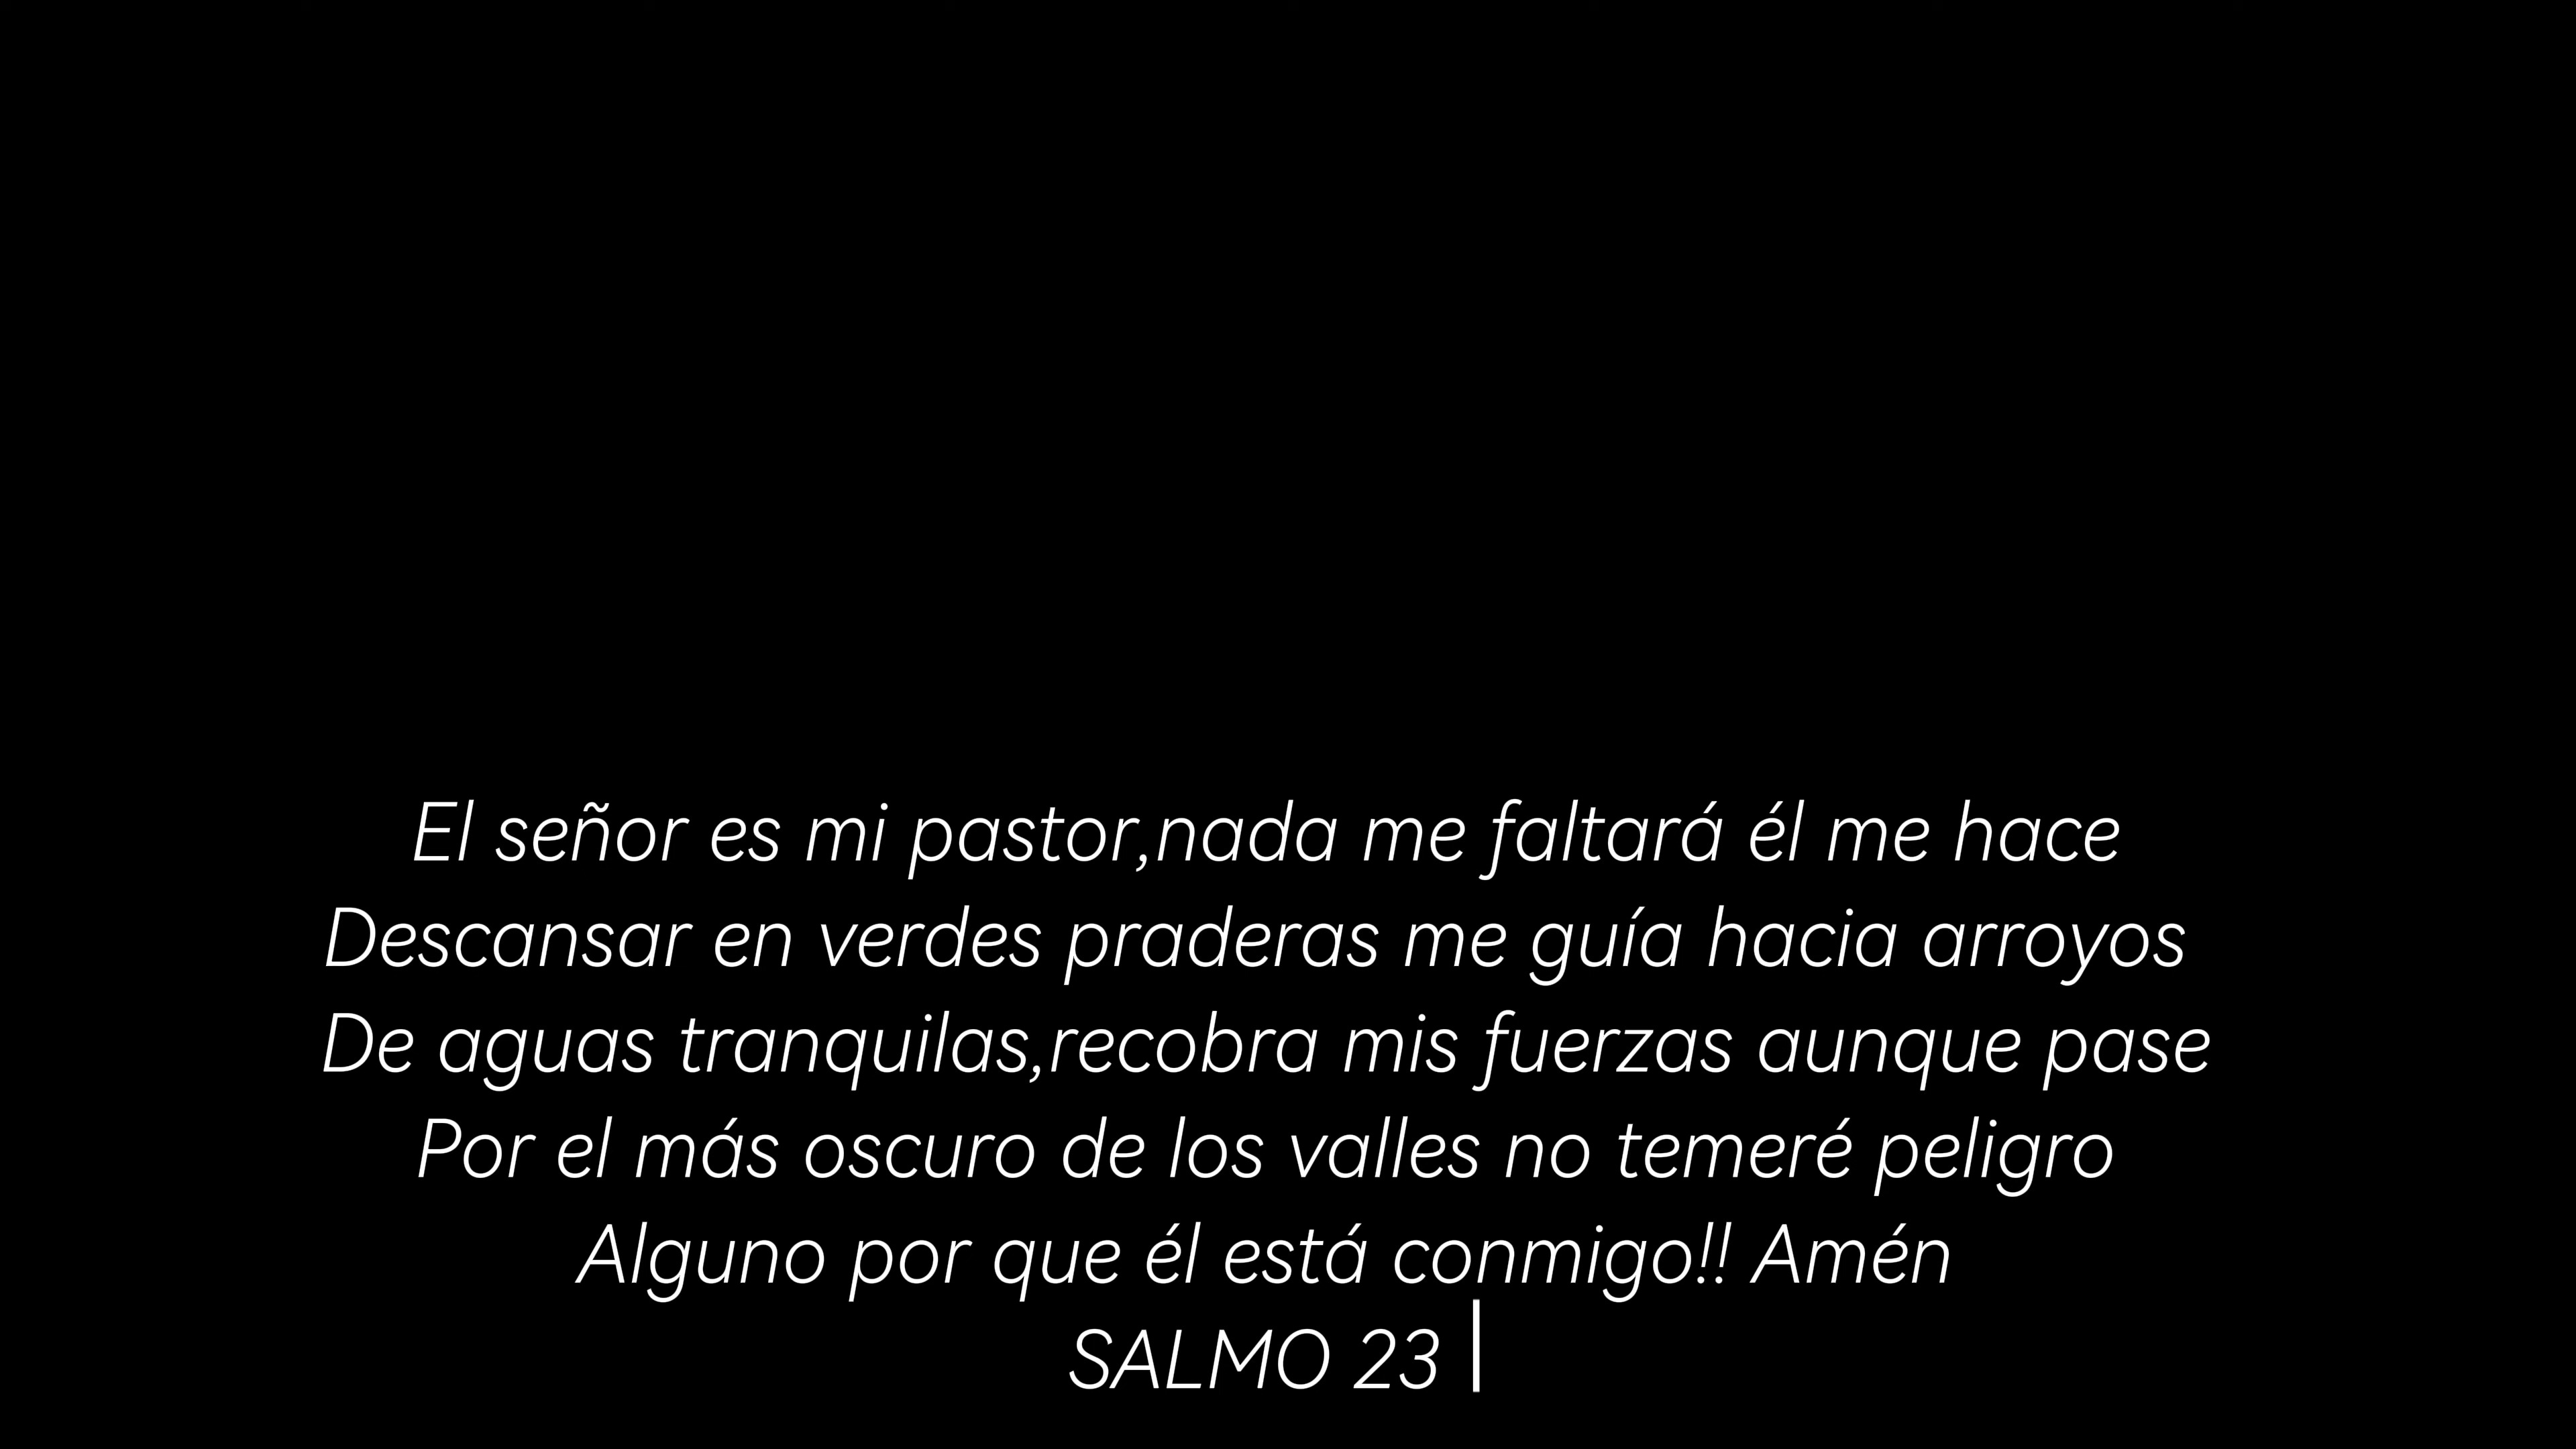 El señor es mi pastor,nada me faltará él me hace
Descansar en verdes praderas me guía hacia arroyos
De aguas tranquilas,recobra mis fuerzas aunque pase
Por el más oscuro de los valles no temeré peligro
Alguno por que él está conmigo!! Amén
SALMO 23